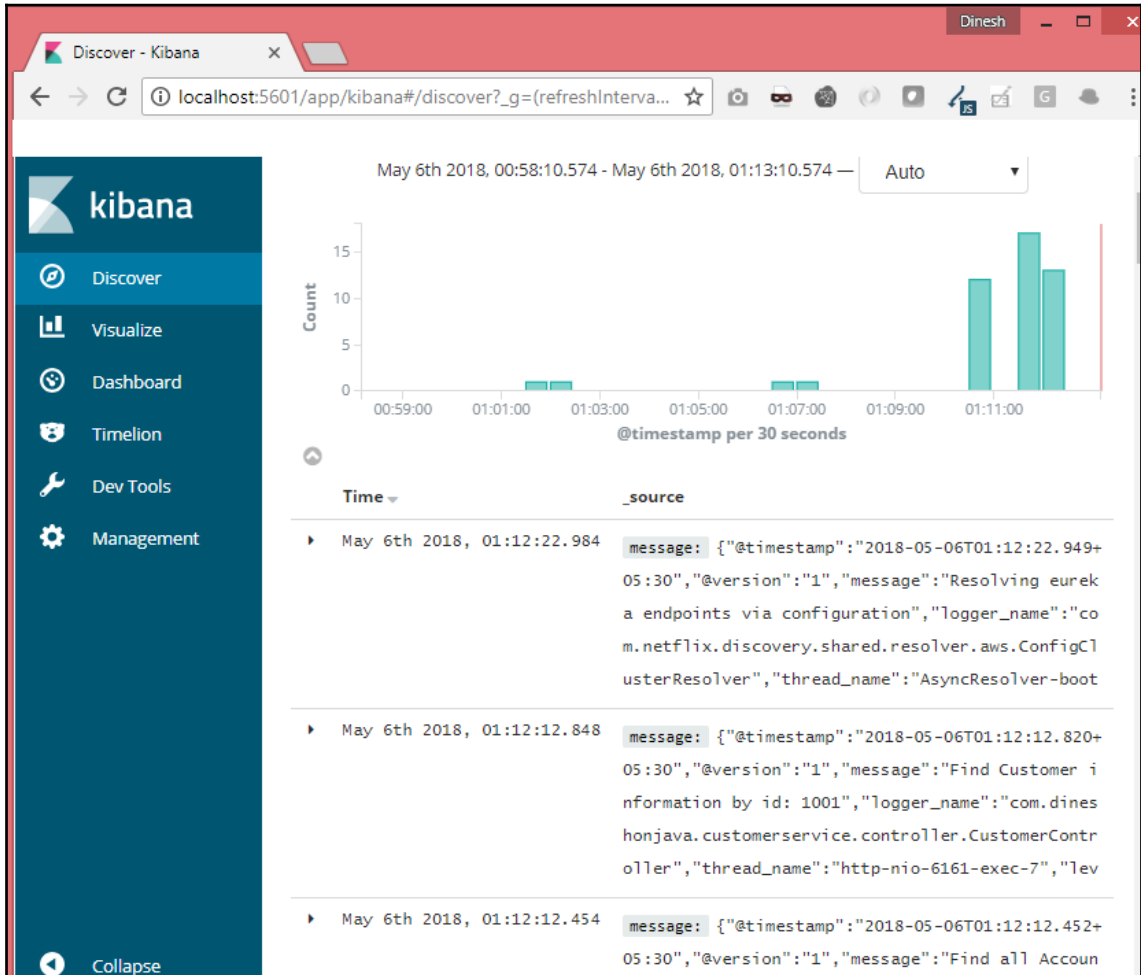 Dinesh
Discover - Kibana
localhost:5601/app/kibana#/discover?_g=(refreshInterva...
JS
G
kibana
Discover
Visualize
Dashboard
Timelion
Dev Tools
Management
Collapse
May 6th 2018, 00:58:10.574 - May 6th 2018, 01:13:10.574 —
Auto
Count
15
10
5
0
00:59:00 01:01:00 01:03:00 01:05:00 01:07:00 01:09:00 01:11:00
@timestamp per 30 seconds
Time _source
May 6th 2018, 01:12:22.984 message: {"@timestamp":"2018-05-06T01:12:22.949+
05:30","@version":"1","message":"Resolving eurek
a endpoints via configuration","logger_name":"co
m.netflix.discovery.shared.resolver.aws.ConfigCl
usterResolver","thread_name":"AsyncResolver-boot
May 6th 2018, 01:12:12.848 message: {"@timestamp":"2018-05-06T01:12:12.820+
05:30","@version":"1","message":"Find Customer i
nformation by id: 1001","logger_name":"com.dines
honjava.customerservice.controller.CustomerContr
oller","thread_name":"http-nio-6161-exec-7","lev
May 6th 2018, 01:12:12.454 message: {"@timestamp":"2018-05-06T01:12:12.452+
05:30","@version":"1","message":"Find all Accoun